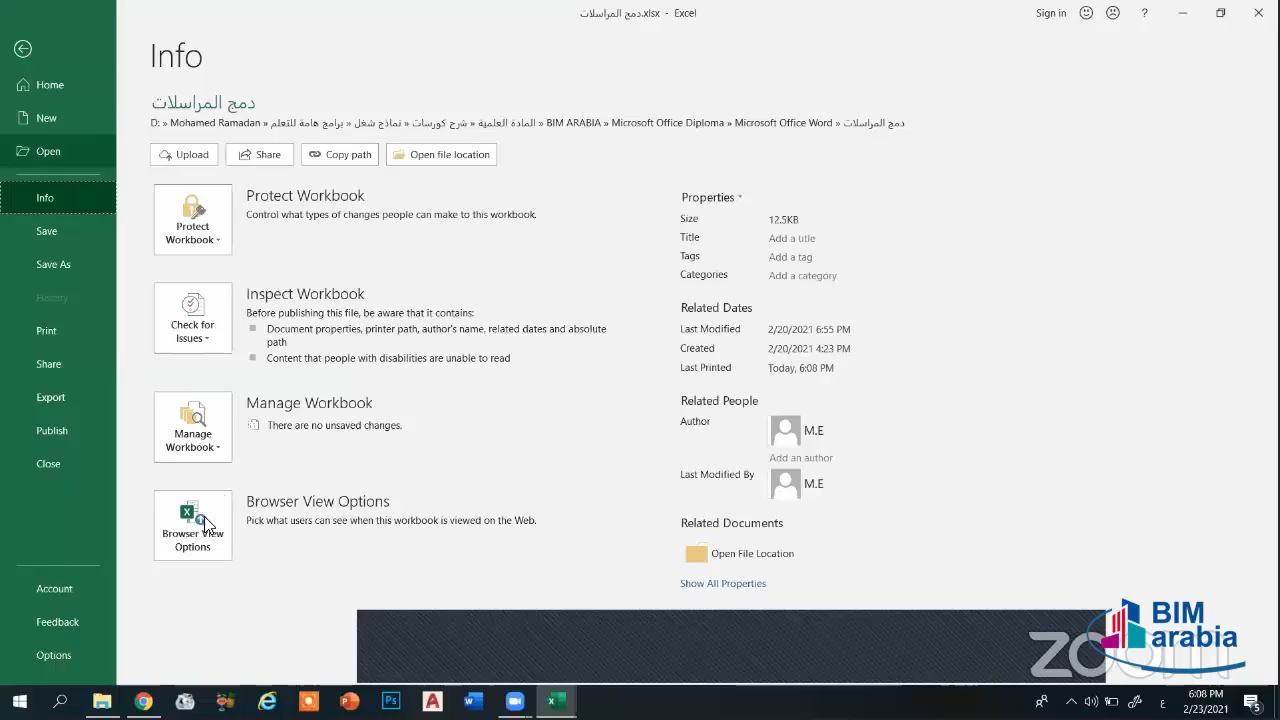 دمج المراسلات.xlsx - Excel
Sign in
?
Info
دمج المراسلات
D: » Mohamed Ramadan » برامج هامة للتعلم » نماذج شغل » شرح كورسات » المادة العلمية » BIM ARABIA » Microsoft Office Diploma » Microsoft Office Word » دمج المراسلات
Upload
Share
Copy path
Open file location
Home
New
Open
Info
Save
Save As
History
Print
Share
Export
Publish
Close
Account
Feedback
Options
Protect Workbook
Protect Workbook
Control what types of changes people can make to this workbook.
Check for Issues
Inspect Workbook
Before publishing this file, be aware that it contains:
Document properties, printer path, author's name, related dates and absolute
path
Content that people with disabilities are unable to read
Manage Workbook
Manage Workbook
There are no unsaved changes.
Browser View Options
Browser View Options
Pick what users can see when this workbook is viewed on the Web.
Properties
Size 12.5KB
Title Add a title
Tags Add a tag
Categories Add a category
Related Dates
Last Modified 2/20/2021 6:55 PM
Created 2/20/2021 4:23 PM
Last Printed Today, 6:08 PM
Related People
Author M.E
Add an author
Last Modified By M.E
Related Documents
Open File Location
Show All Properties
BIM
arabia
zoom
ع
6:08 PM
2/23/2021
5